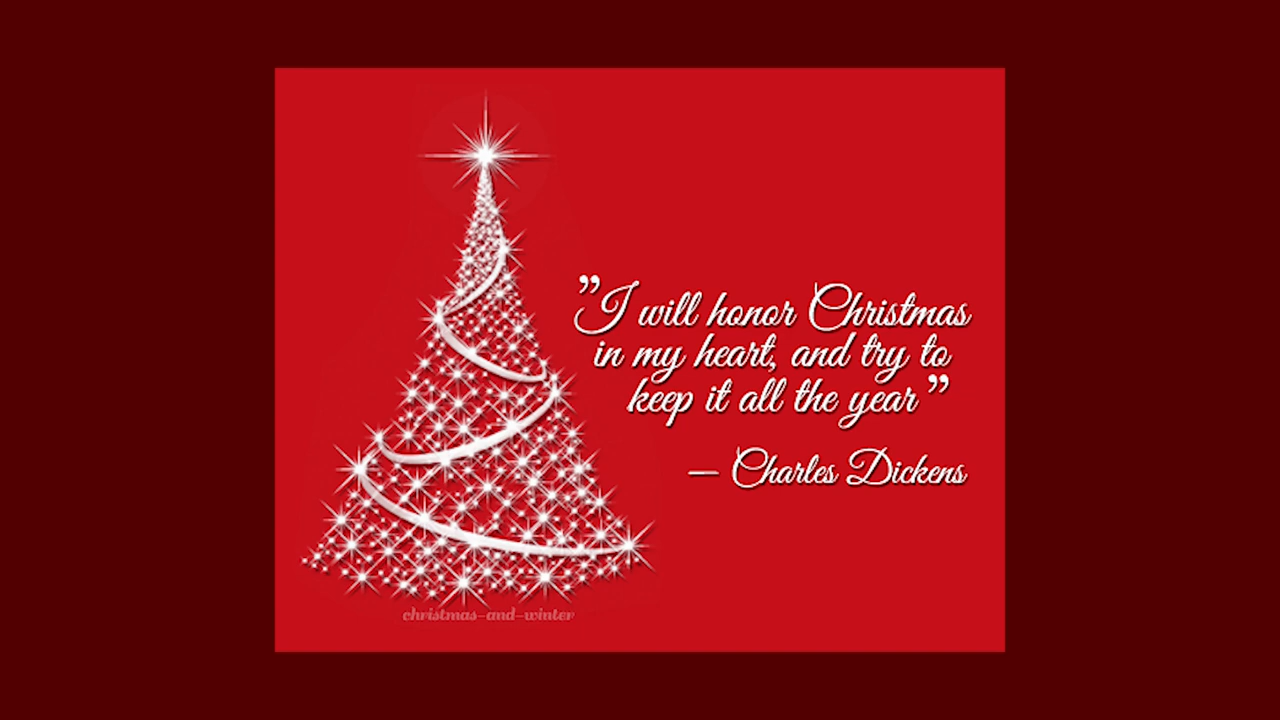 ”I will honor Christmas
in my heart, and try to
keep it all the year”
— Charles Dickens
christmas-and-winter